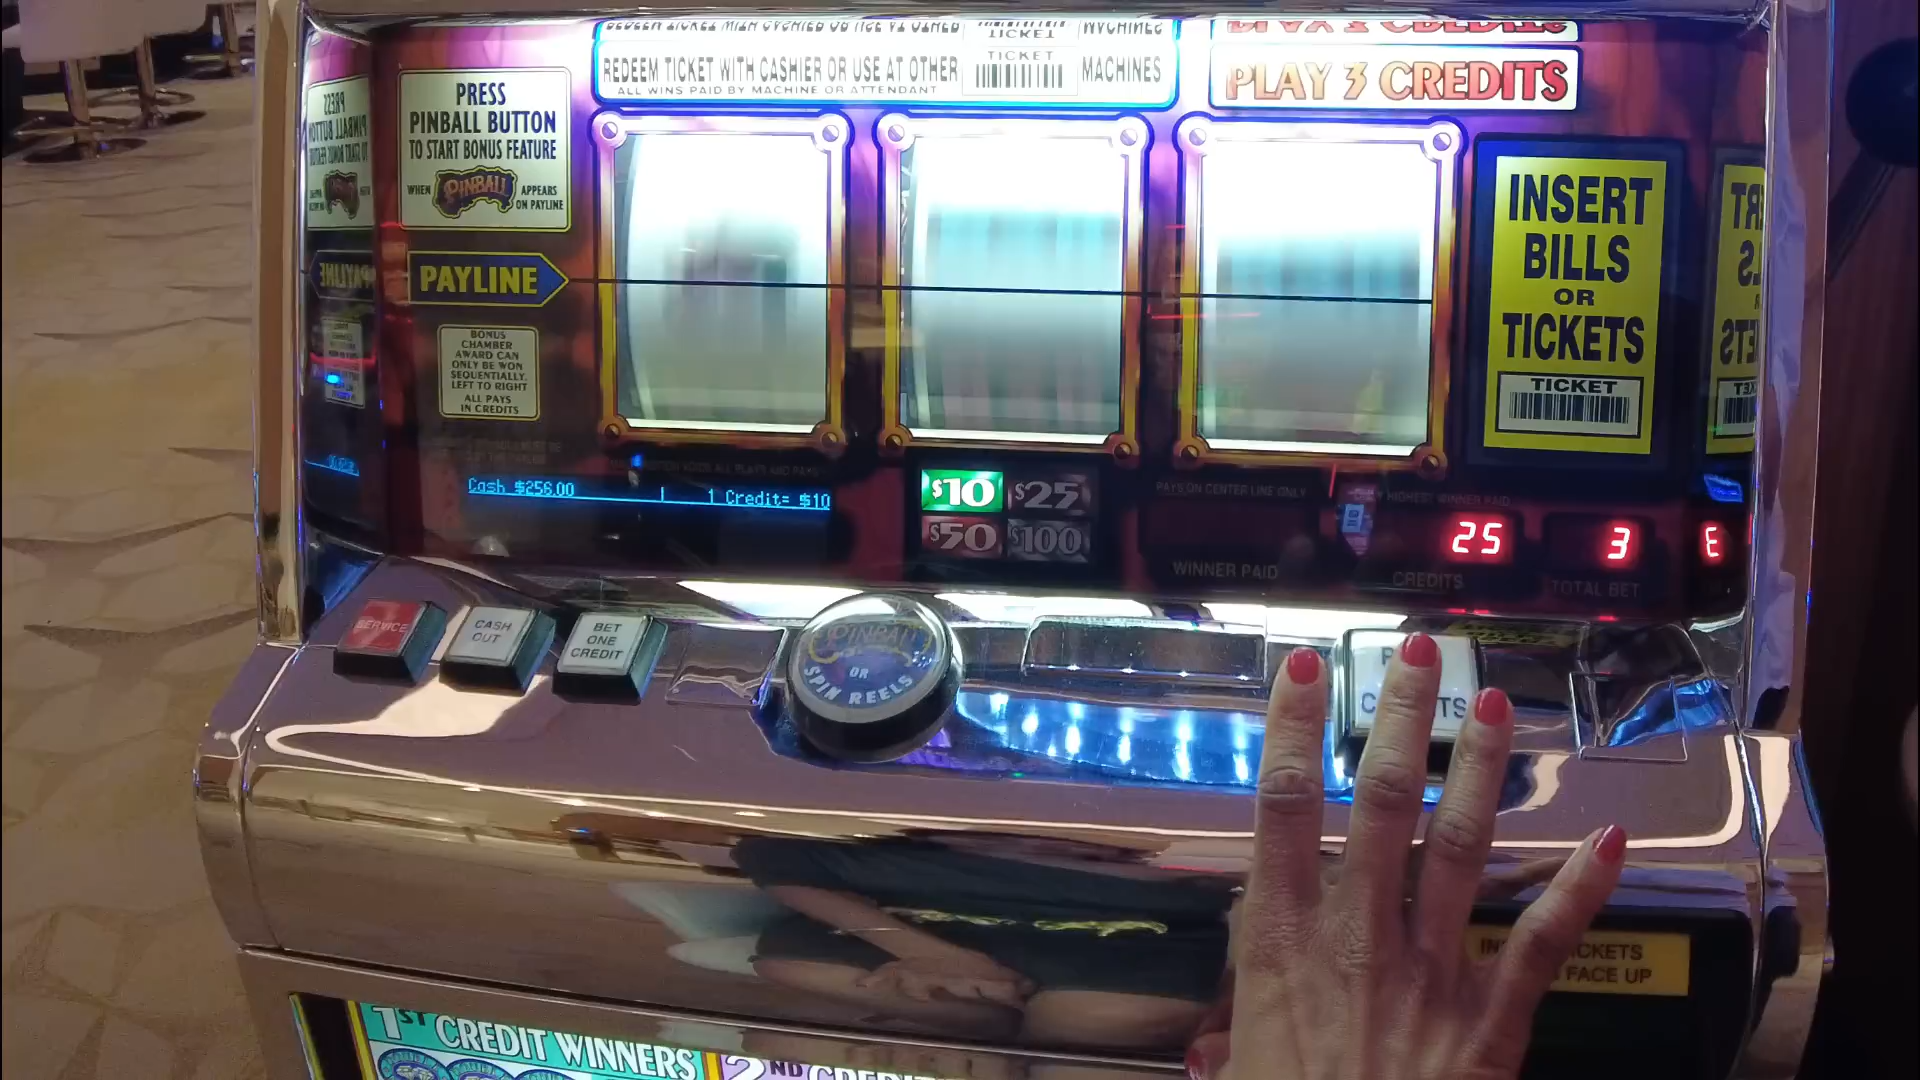 REDEEM TICKET WITH CASHIER OR USE AT OTHER
TICKET
MACHINES
ALL WINS PAID BY MACHINE OR ATTENDANT
PLAY 3 CREDITS
PRESS
PINBALL BUTTON
TO START BONUS FEATURE
WHEN PINBALL APPEARS
ON PAYLINE
PAYLINE
BONUS
CHAMBER
AWARD CAN
ONLY BE WON
SEQUENTIALLY,
LEFT TO RIGHT
ALL PAYS
IN CREDITS
INSERT
BILLS
OR
TICKETS
TICKET
Cash $256.00
1 Credit= $10
$10 $25
$50 $100
PAYS ON CENTER LINE ONLY
HIGHEST WINNER PAID
25
3
WINNER PAID
CREDITS
TOTAL BET
SERVICE
CASH
OUT
BET
ONE
CREDIT
PINBALL
OR
SPIN REELS
FACE UP
1ST CREDIT WINNERS
2ND